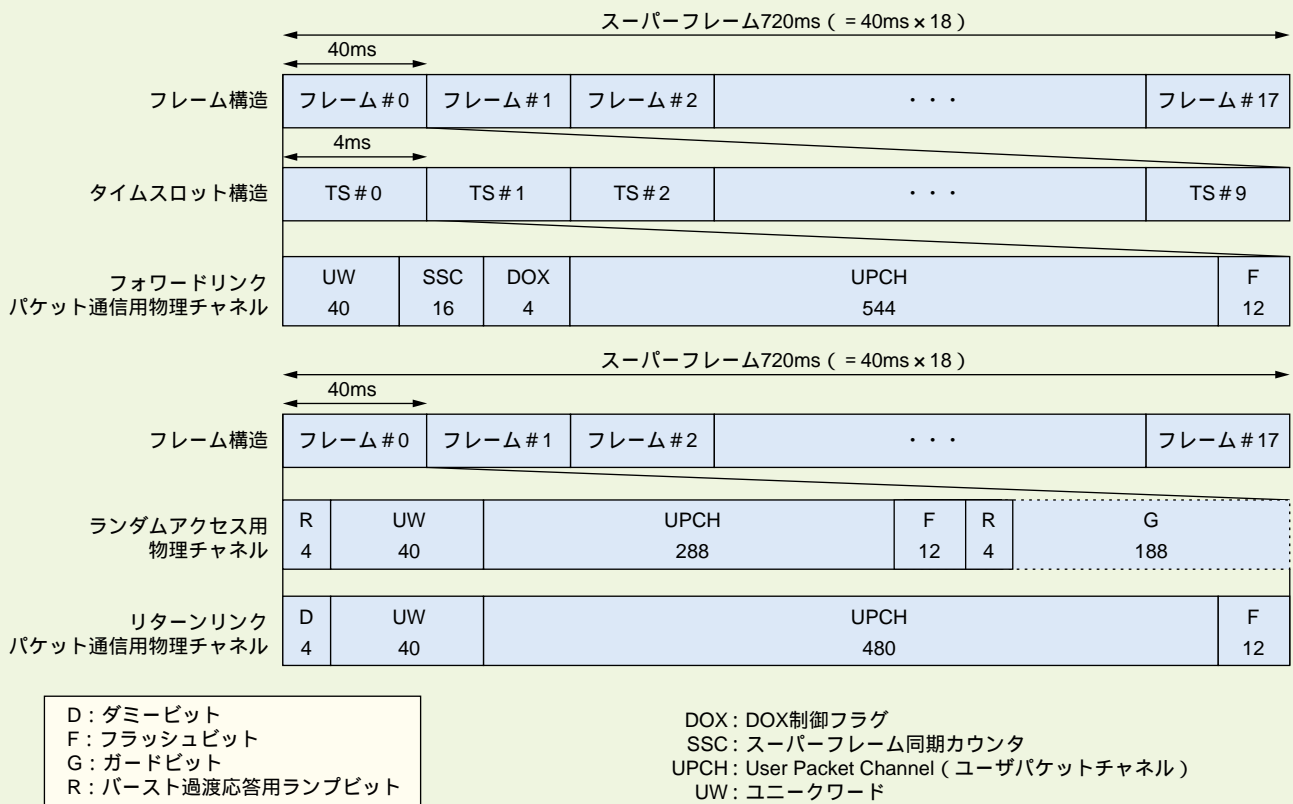 スーパーフレーム720ms（=40ms×18）
40ms
フレーム構造 フレーム#0 フレーム#1 フレーム#2 ・・・ フレーム#17
4ms
タイムスロット構造 TS#0 TS#1 TS#2 ・・・ TS#9
フォワードリンク
パケット通信用物理チャネル
UW SSC DOX UPCH F
40 16 4 544 12
スーパーフレーム720ms（=40ms×18）
40ms
フレーム構造 フレーム#0 フレーム#1 フレーム#2 ・・・ フレーム#17
ランダムアクセス用
物理チャネル
R UW UPCH F R G
4 40 288 12 4 188
リターンリンク
パケット通信用物理チャネル
D UW UPCH F
4 40 480 12
D：ダミービット
F：フラッシュビット
G：ガードビット
R：バースト過渡応答用ランプビット
DOX：DOX制御フラグ
SSC：スーパーフレーム同期カウンタ
UPCH：User Packet Channel（ユーザパケットチャネル）
UW：ユニークワード